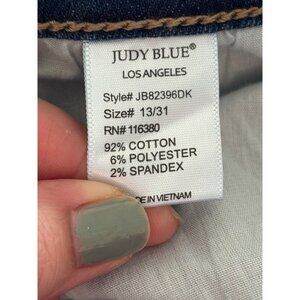 JUDY BLUE®
LOS ANGELES
Style# JB82396DK
Size# 13/31
RN# 116380
92% COTTON
6% POLYESTER
2% SPANDEX
DE IN VIETNAM